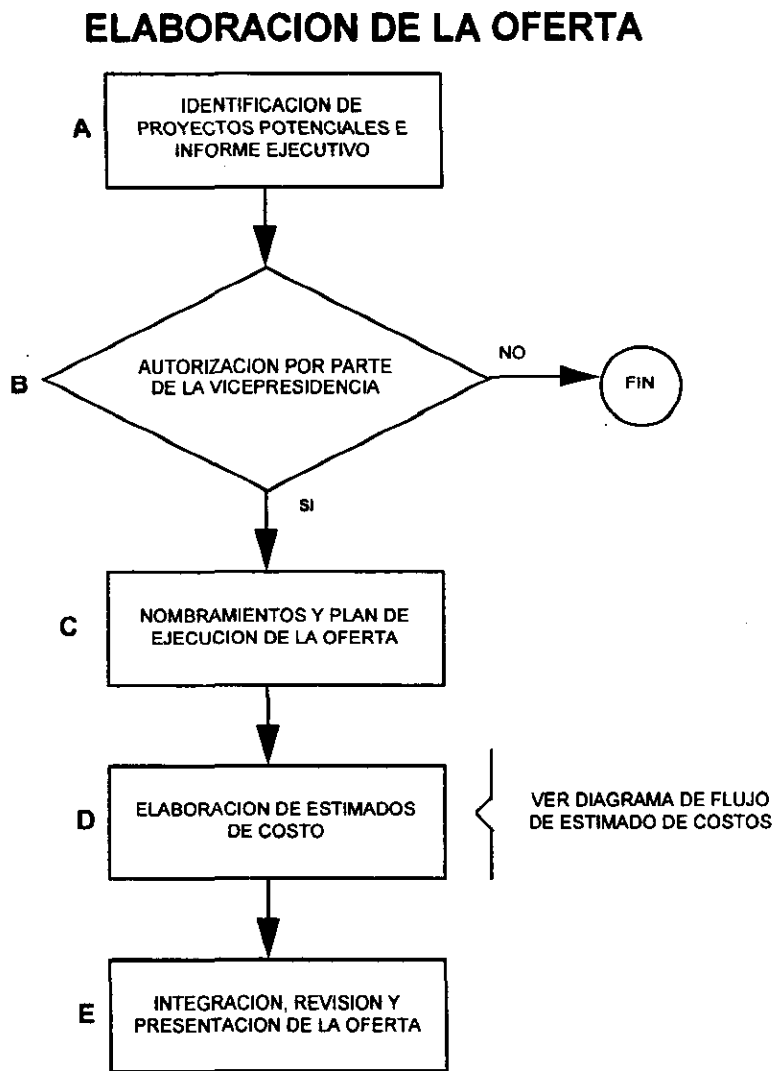 ELABORACION DE LA OFERTA
A
IDENTIFICACION DE
PROYECTOS POTENCIALES E
INFORME EJECUTIVO
B
AUTORIZACION POR PARTE
DE LA VICEPRESIDENCIA
NO
FIN
SI
C
NOMBRAMIENTOS Y PLAN DE
EJECUCION DE LA OFERTA
D
ELABORACION DE ESTIMADOS
DE COSTO
VER DIAGRAMA DE FLUJO
DE ESTIMADO DE COSTOS
E
INTEGRACION, REVISION Y
PRESENTACION DE LA OFERTA